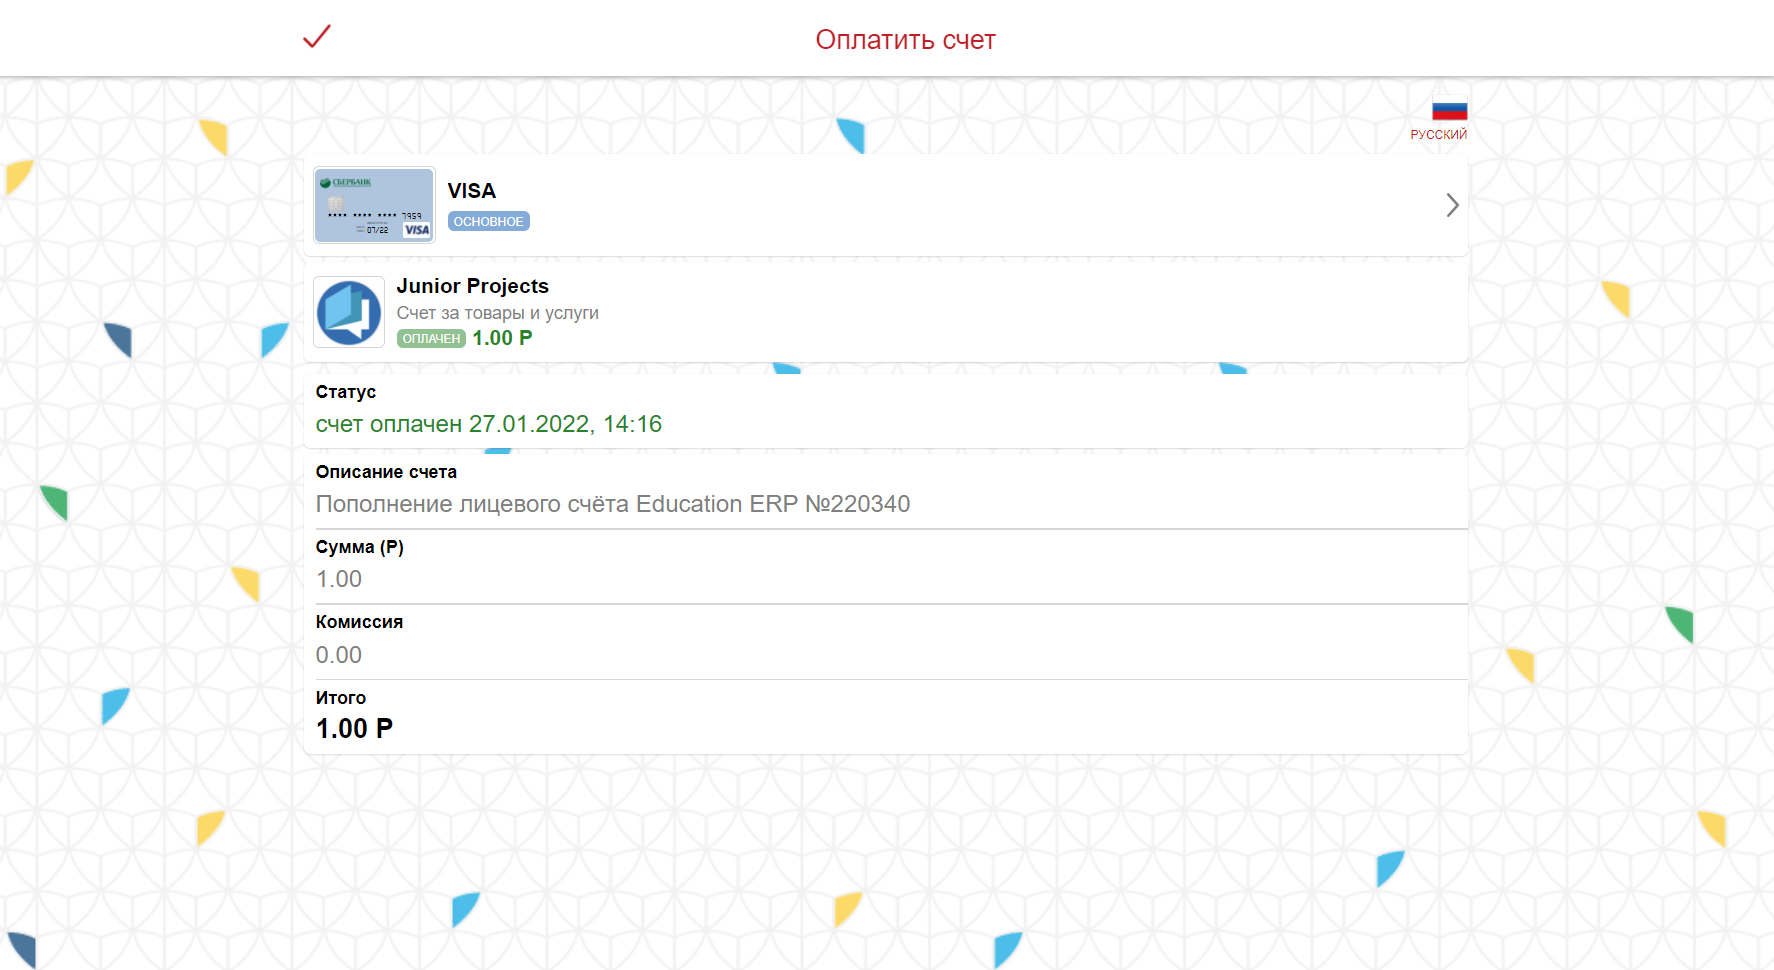 Оплатить счет
РУССКИЙ
СБЕРБАНК
**** **** **** 7959
07/22
VISA
VISA
ОСНОВНОЕ
Junior Projects
Счет за товары и услуги
ОПЛАЧЕН 1.00 Р
Статус
счет оплачен 27.01.2022, 14:16
Описание счета
Пополнение лицевого счёта Education ERP №220340
Сумма (Р)
1.00
Комиссия
0.00
Итого
1.00 Р